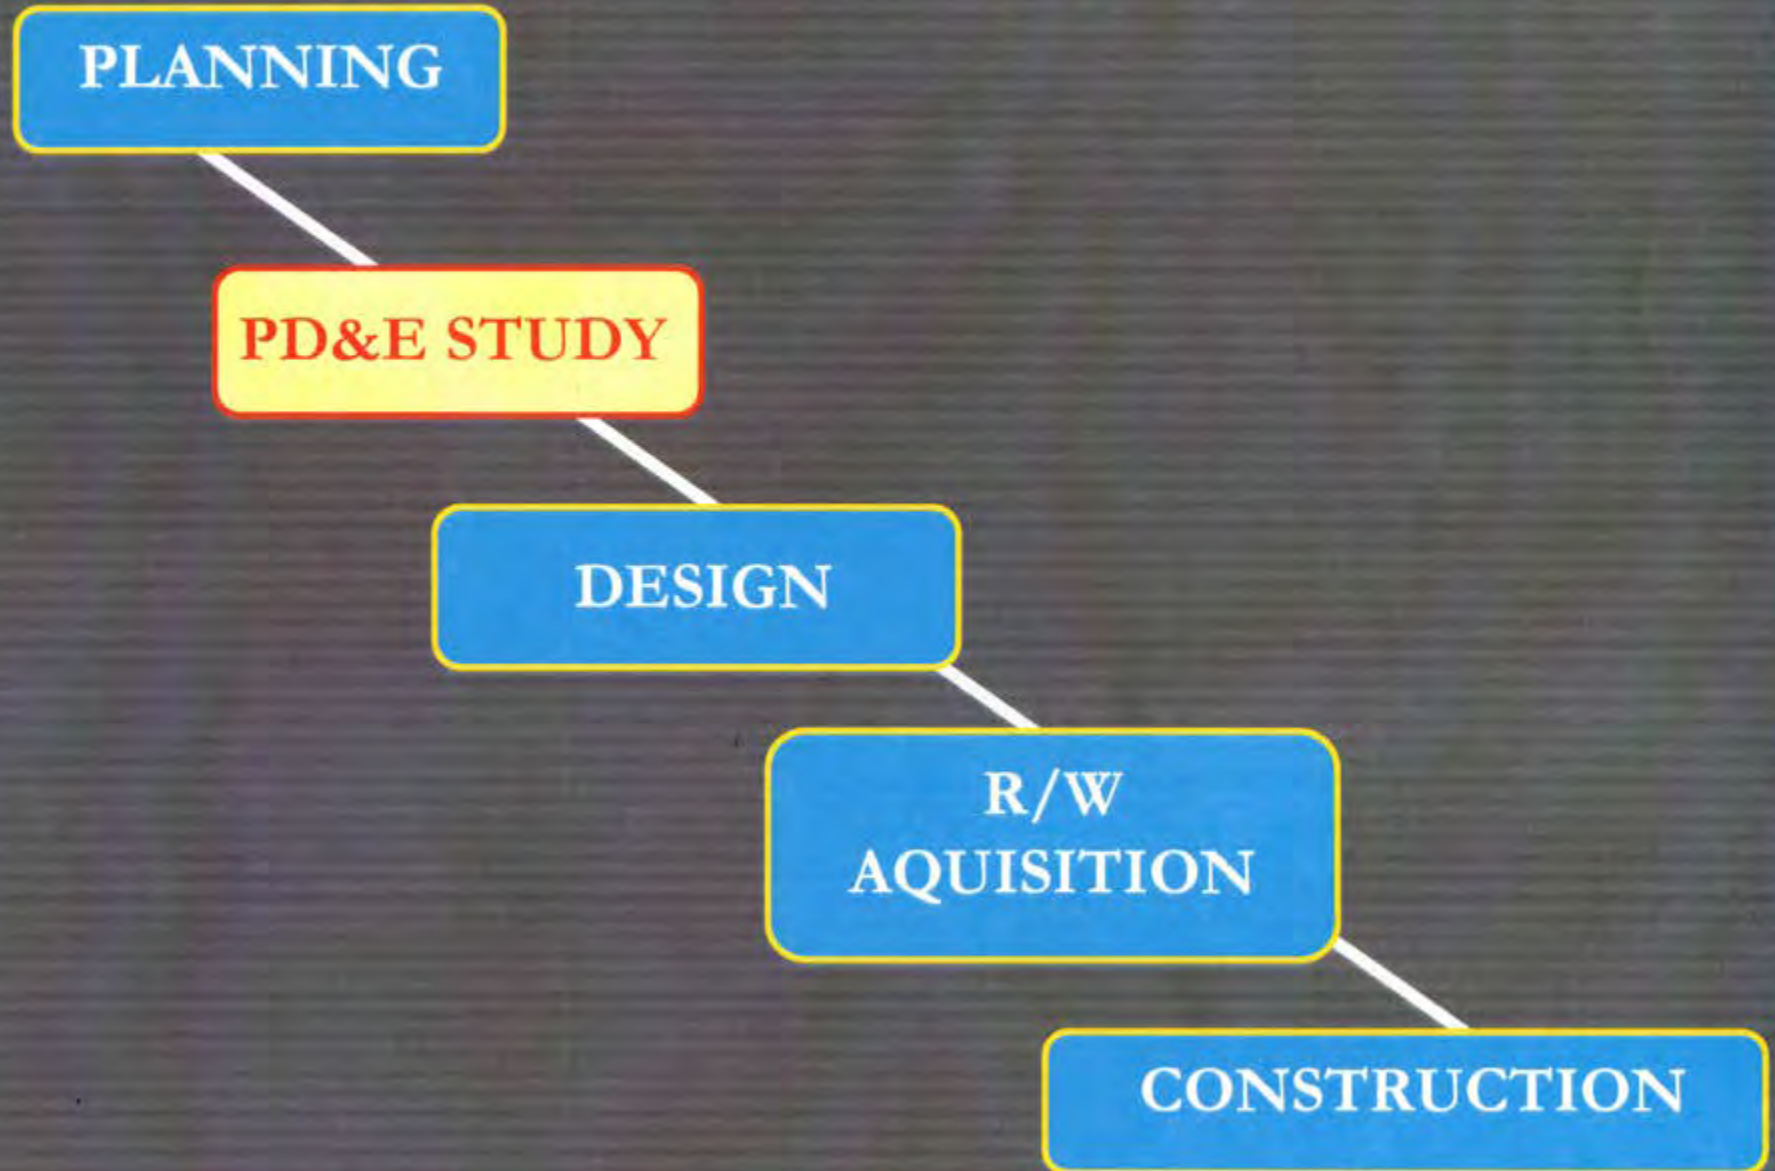 PLANNING
PD&E STUDY
DESIGN
R/W
AQUISITION
CONSTRUCTION